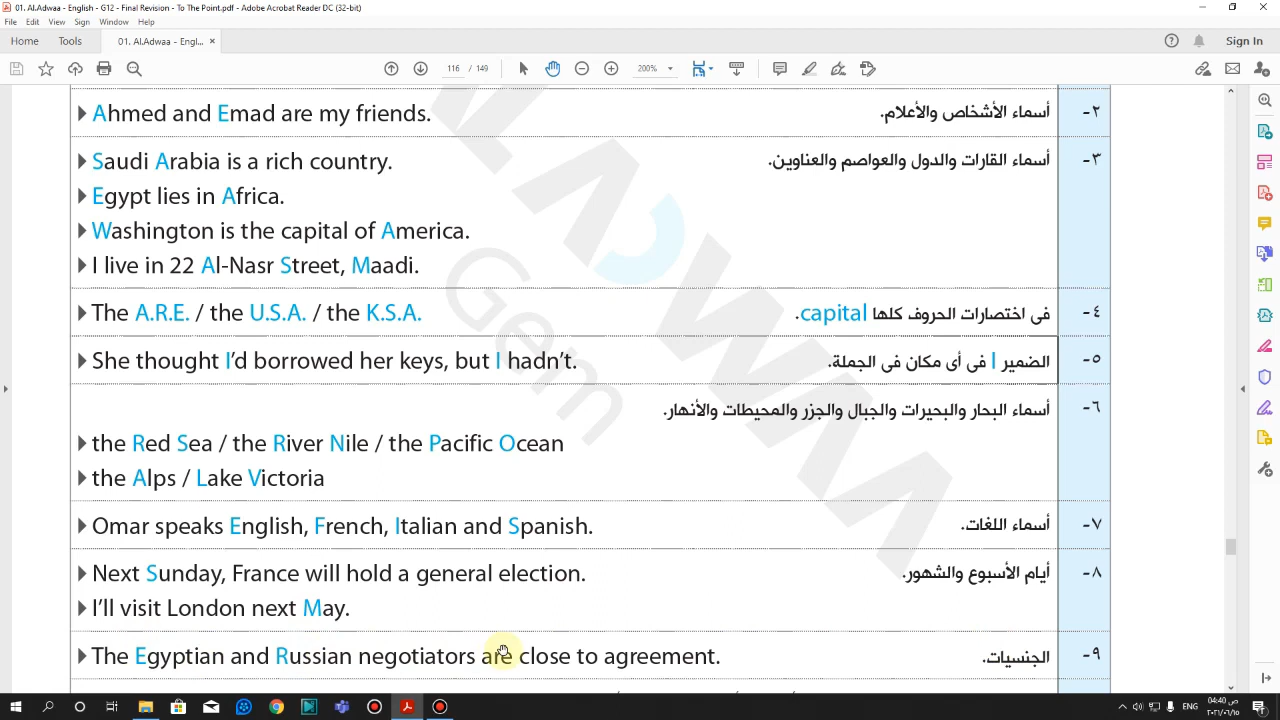 01. Al.Adwaa - English - G12 - Final Revision - To The Point.pdf - Adobe Acrobat Reader DC (32-bit)
File Edit View Sign Window Help
Home Tools 01. Al.Adwaa - Engl... × Sign In
116 / 149 200%
Ahmed and Emad are my friends. أسماء الأشخاص والأعلام. ٢-
Saudi Arabia is a rich country. أسماء القارات والدول والعواصم والعناوين. ٣-
Egypt lies in Africa.
Washington is the capital of America.
I live in 22 Al-Nasr Street, Maadi.
The A.R.E. / the U.S.A. / the K.S.A. فى اختصارات الحروف كلها capital. ٤-
She thought I'd borrowed her keys, but I hadn't. الضمير I فى أى مكان فى الجملة. ٥-
أسماء البحار والبحيرات والجبال والجزر والمحيطات والأنهار. ٦-
the Red Sea / the River Nile / the Pacific Ocean
the Alps / Lake Victoria
Omar speaks English, French, Italian and Spanish. أسماء اللغات. ٧-
Next Sunday, France will hold a general election. أيام الأسبوع والشهور. ٨-
I'll visit London next May.
The Egyptian and Russian negotiators are close to agreement. الجنسيات. ٩-
ALADWAA
Gem
ENG 04:40 ص
٢٠٢١/٠٦/١٥